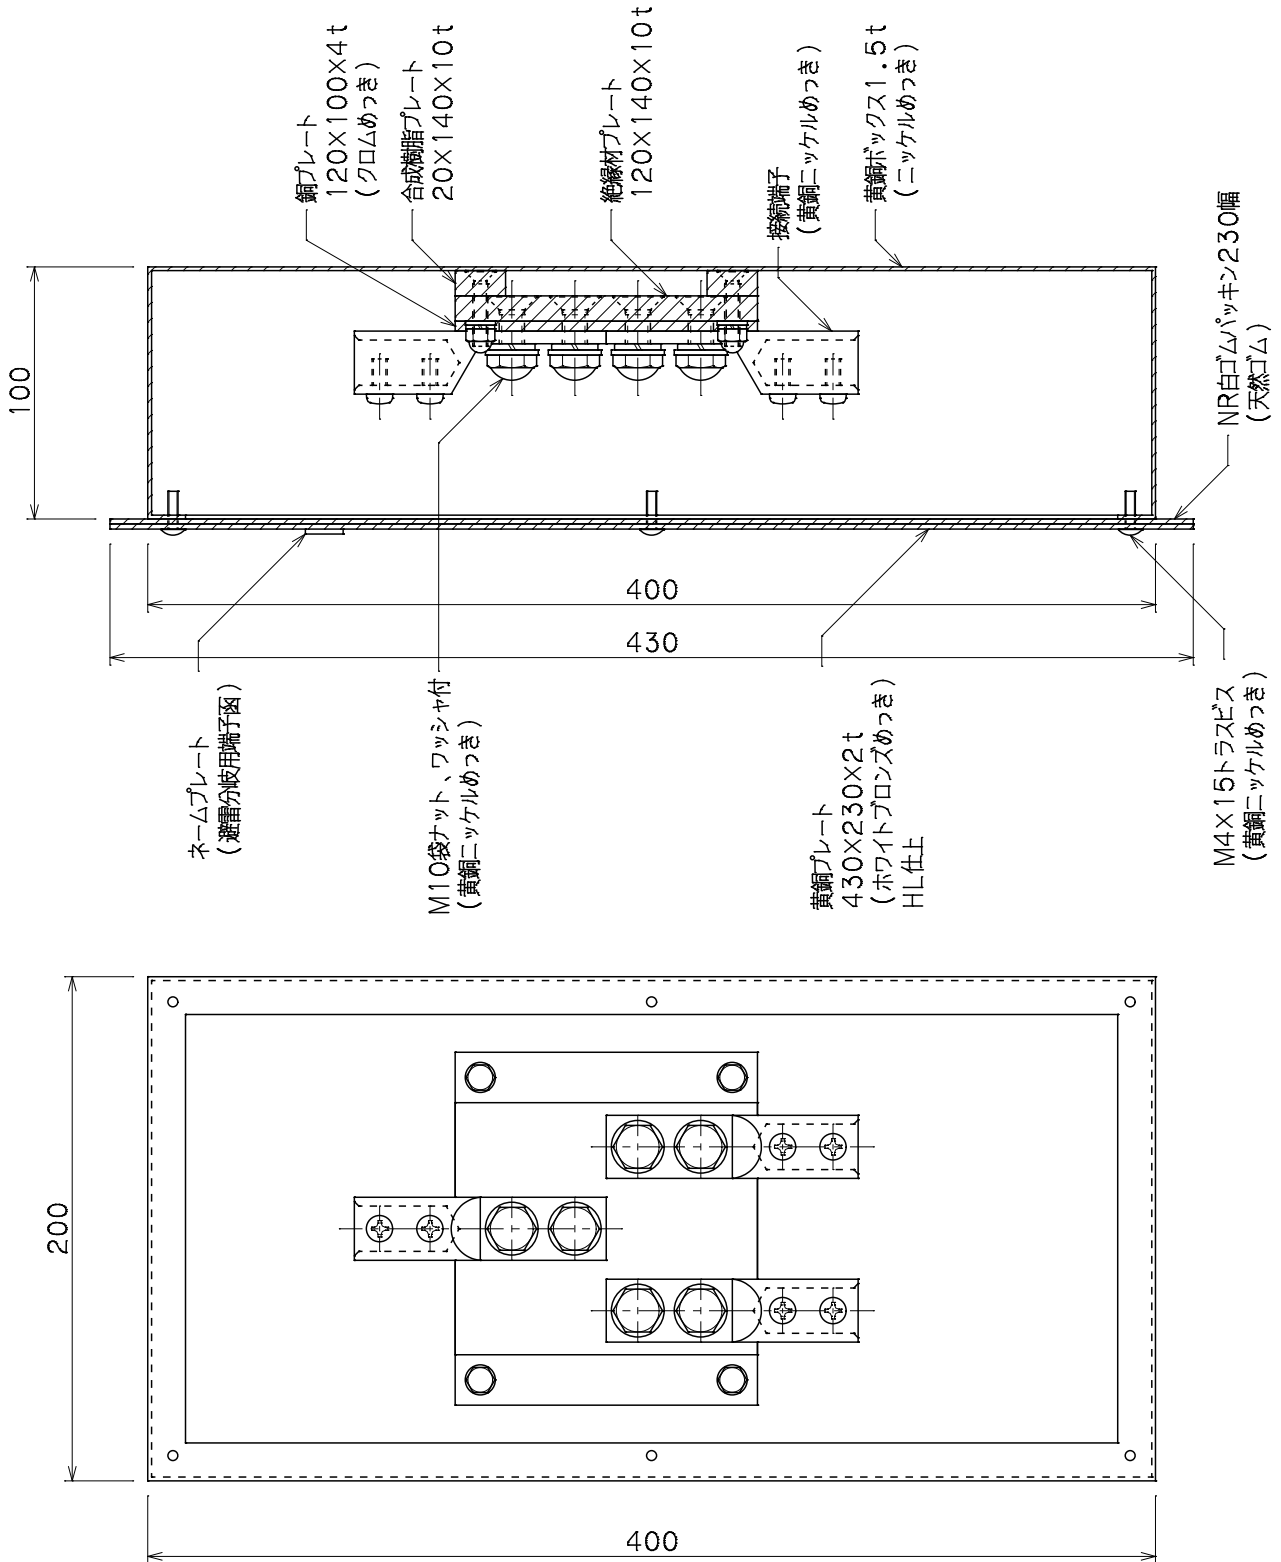 100
銅プレート
120×100×4t
(クロムめっき)
合成樹脂プレート
20×140×10t
絶縁材プレート
120×140×10t
接続端子
(黄銅ニッケルめっき)
黄銅ボックス1.5t
(ニッケルめっき)
NR白ゴムパッキン230幅
(天然ゴム)
400
430
ネームプレート
(避雷分岐用端子函)
M10袋ナット、ワッシャ付
(黄銅ニッケルめっき)
黄銅プレート
430×230×2t
(ホワイトブロンズめっき)
HL仕上
M4×15トラスビス
(黄銅ニッケルめっき)
200
400